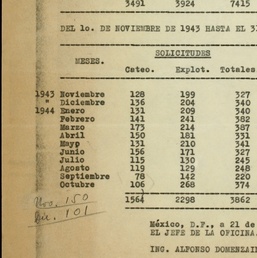 3491 3924 7415
DEL 1o. DE NOVIEMBRE DE 1943 HASTA EL 3
SOLICITUDES
MESES.
Cateo. Explot. Totales
1943 Noviembre 128 199 327
" Diciembre 136 204 340
1944 Enero 131 209 340
Febrero 141 241 382
Marzo 173 214 387
Abril 150 181 331
Mayp 131 210 341
Junio 156 171 327
Julio 115 130 245
Agosto 119 129 248
Septiembre 78 142 220
Octubre 106 268 374
1564 2298 3862
Nov. 150
Dic. 101
México, D.F., a 21 de
EL JEFE DE LA OFICINA.
ING. ALFONSO DOMENZAIN